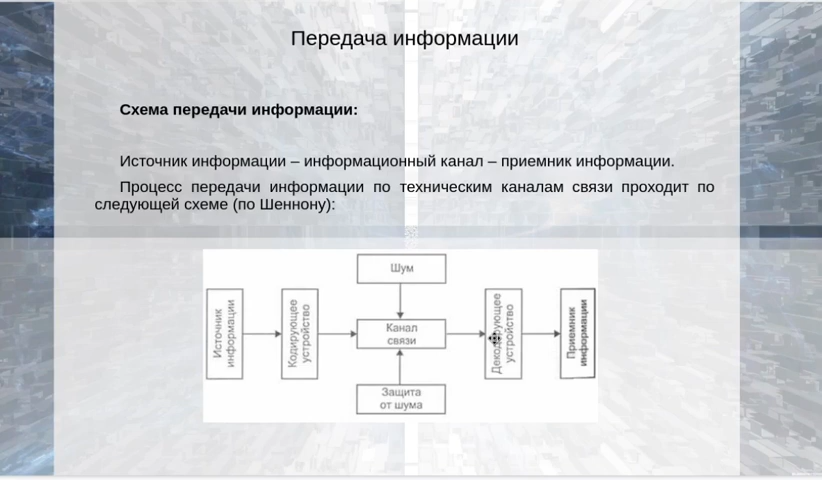 Передача информации
Схема передачи информации:
Источник информации – информационный канал – приемник информации.
Процесс передачи информации по техническим каналам связи проходит по
следующей схеме (по Шеннону):
Шум
Источник
информации
Кодирующее
устройство
Канал
связи
Декодирующее
устройство
Приемник
информации
Защита
от шума